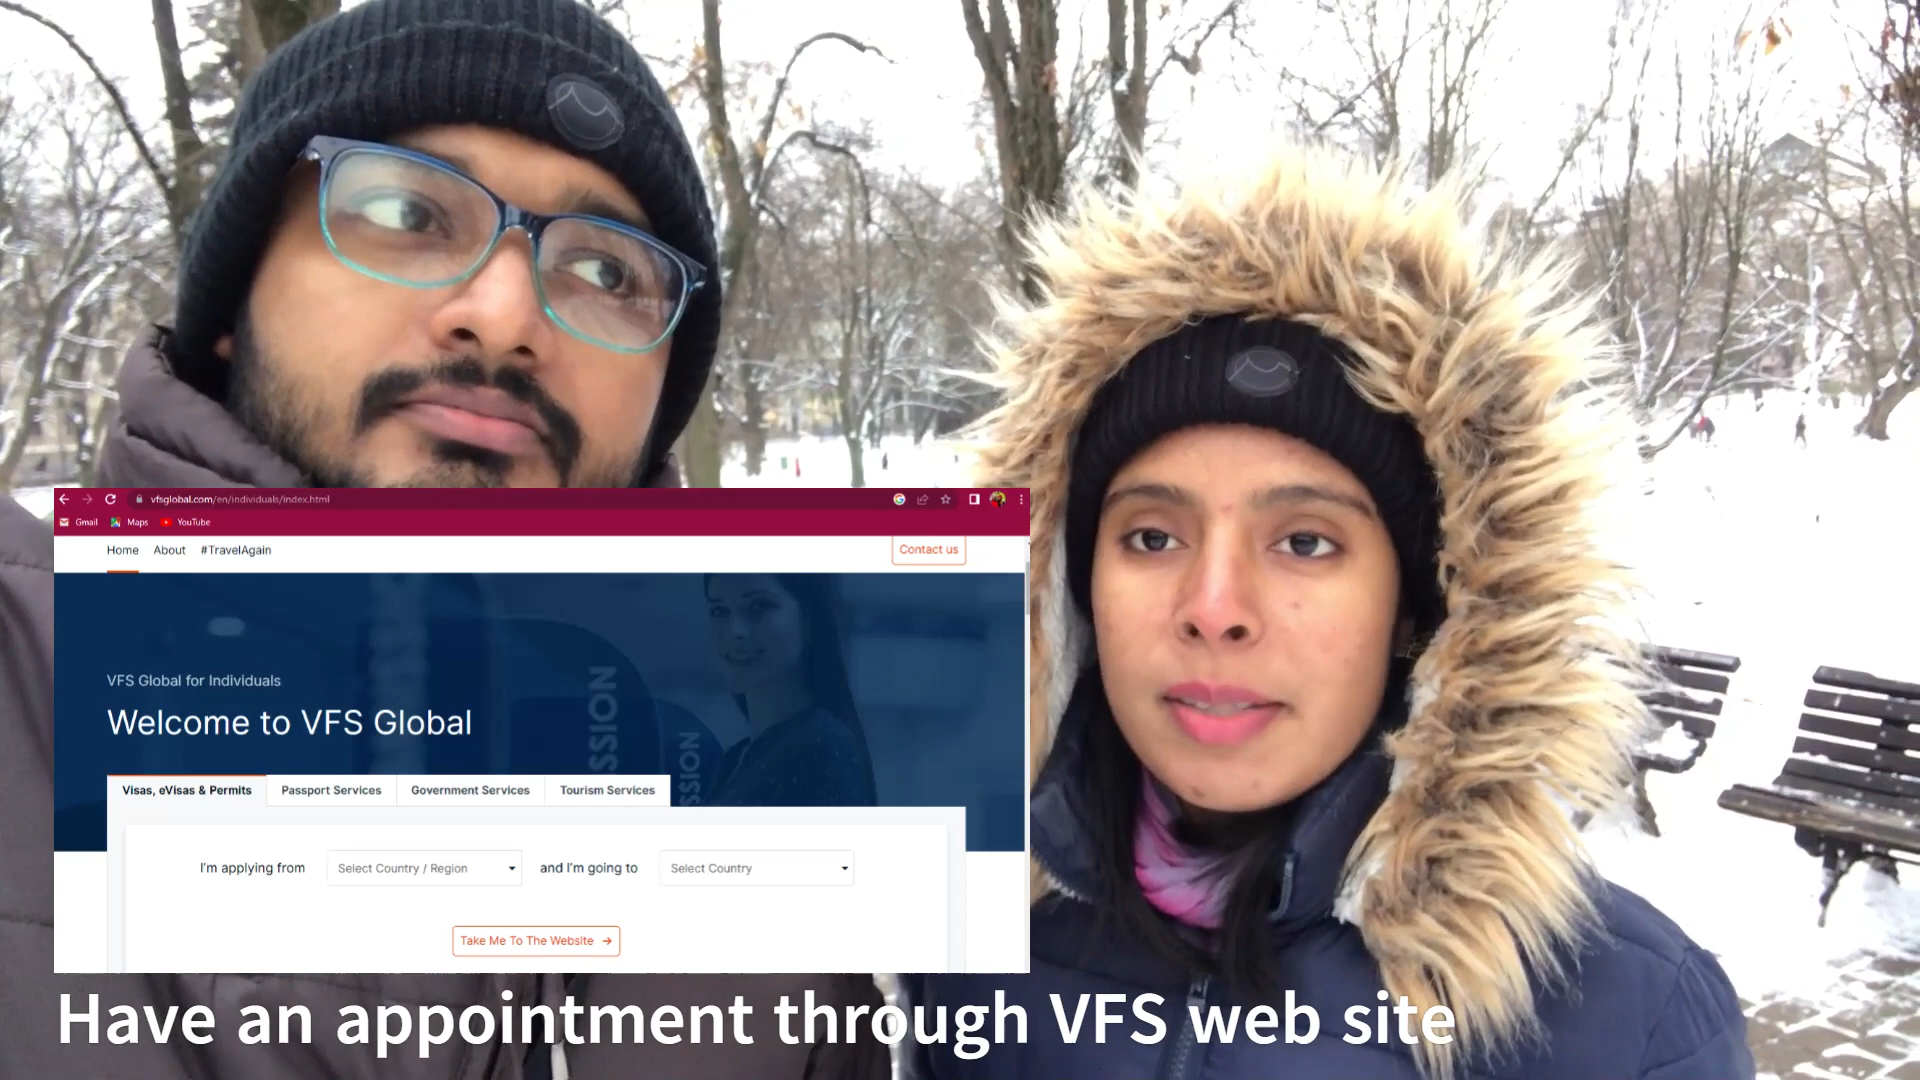 vfsglobal.com/en/individuals/index.html
Gmail Maps YouTube
Home About #TravelAgain Contact us
VFS Global for Individuals
Welcome to VFS Global
SSION
SSION
Visas, eVisas & Permits Passport Services Government Services Tourism Services
I'm applying from Select Country / Region and I'm going to Select Country
Take Me To The Website →
Have an appointment through VFS web site